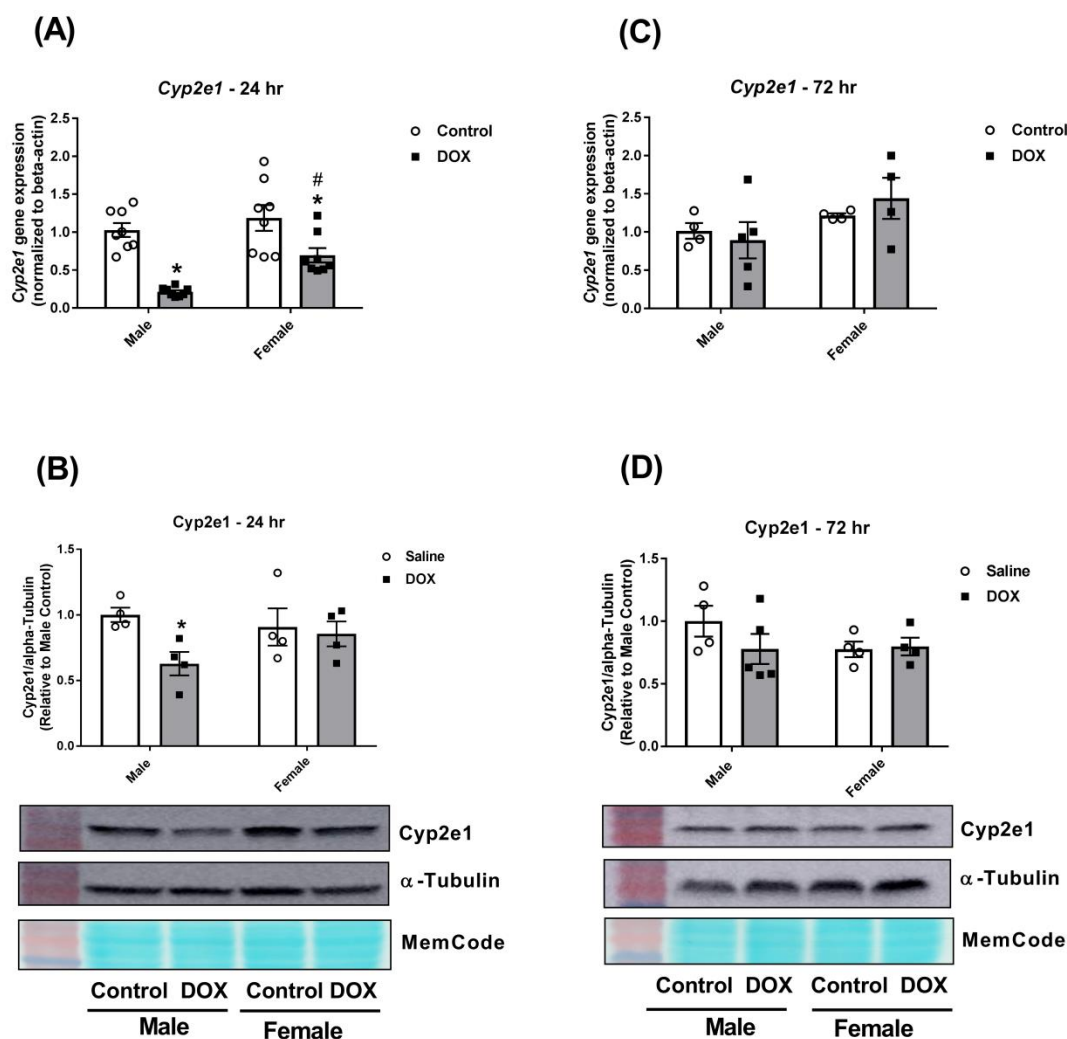 (A)
Cyp2e1 - 24 hr
Cyp2e1 gene expression
(normalized to beta-actin)
2.5
2.0
1.5
1.0
0.5
0.0
*
#
*
Male
Female
Control
DOX
(C)
Cyp2e1 - 72 hr
Cyp2e1 gene expression
(normalized to beta-actin)
2.5
2.0
1.5
1.0
0.5
0.0
Male
Female
Control
DOX
(B)
Cyp2e1 - 24 hr
Cyp2e1/alpha-Tubulin
(Relative to Male Control)
1.5
1.0
0.5
0.0
*
Male
Female
Saline
DOX
Cyp2e1
α-Tubulin
MemCode
Control DOX Control DOX
Male Female
(D)
Cyp2e1 - 72 hr
Cyp2e1/alpha-Tubulin
(Relative to Male Control)
1.5
1.0
0.5
0.0
Male
Female
Saline
DOX
Cyp2e1
α-Tubulin
MemCode
Control DOX Control DOX
Male Female